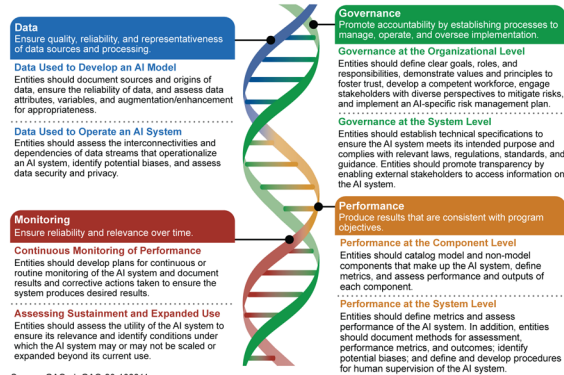 Data
Ensure quality, reliability, and representativeness
of data sources and processing.
Data Used to Develop an AI Model
Entities should document sources and origins of
data, ensure the reliability of data, and assess data
attributes, variables, and augmentation/enhancement
for appropriateness.
Data Used to Operate an AI System
Entities should assess the interconnectivities and
dependencies of data streams that operationalize
an AI system, identify potential biases, and assess
data security and privacy.
Monitoring
Ensure reliability and relevance over time.
Continuous Monitoring of Performance
Entities should develop plans for continuous or
routine monitoring of the AI system and document
results and corrective actions taken to ensure the
system produces desired results.
Assessing Sustainment and Expanded Use
Entities should assess the utility of the AI system to
ensure its relevance and identify conditions under
which the AI system may or may not be scaled or
expanded beyond its current use.
Governance
Promote accountability by establishing processes to
manage, operate, and oversee implementation.
Governance at the Organizational Level
Entities should define clear goals, roles, and
responsibilities, demonstrate values and principles to
foster trust, develop a competent workforce, engage
stakeholders with diverse perspectives to mitigate risks,
and implement an AI-specific risk management plan.
Governance at the System Level
Entities should establish technical specifications to
ensure the AI system meets its intended purpose and
complies with relevant laws, regulations, standards, and
guidance. Entities should promote transparency by
enabling external stakeholders to access information on
the AI system.
Performance
Produce results that are consistent with program
objectives.
Performance at the Component Level
Entities should catalog model and non-model
components that make up the AI system, define
metrics, and assess performance and outputs of
each component.
Performance at the System Level
Entities should define metrics and assess
performance of the AI system. In addition, entities
should document methods for assessment,
performance metrics, and outcomes; identify
potential biases; and define and develop procedures
for human supervision of the AI system.